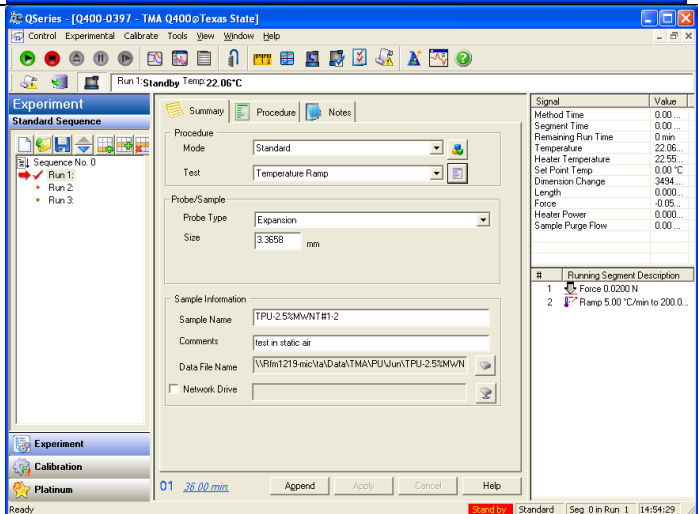 QSeries - [Q400-0397 - TMA Q400@Texas State]
Control Experimental Calibrate Tools View Window Help
Run 1:Standby Temp:22.06°C
Experiment
Standard Sequence
Sequence No. 0
Run 1:
Run 2:
Run 3:
Experiment
Calibration
Platinum
Summary Procedure Notes
Procedure
Mode Standard
Test Temperature Ramp
Probe/Sample
Probe Type Expansion
Size 3.3658 mm
Sample Information
Sample Name TPU-2.5%MWNT#1-2
Comments test in static air
Data File Name \\Rfm1219-mic\ta\Data\TMA\PU\Jun\TPU-2.5%MWN
Network Drive
01 36.00 min. Append Apply Cancel Help
Signal Value
Method Time 0.00 ...
Segment Time 0.00 ...
Remaining Run Time 0 min
Temperature 22.06...
Heater Temperature 22.55...
Set Point Temp 0.00 °C
Dimension Change 3494....
Length 0.000...
Force -0.05...
Heater Power 0.000...
Sample Purge Flow 0.00 ...
# Running Segment Description
1 Force 0.0200 N
2 Ramp 5.00 °C/min to 200.0...
Ready Stand by Standard Seg 0 in Run 1 14:54:29